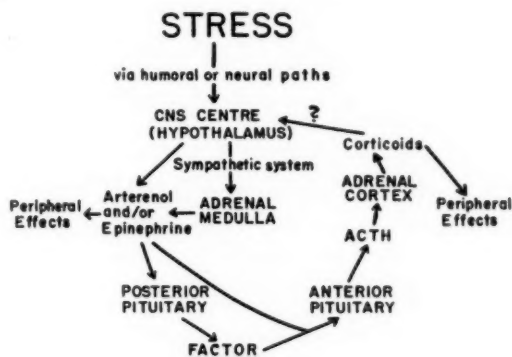 STRESS
via humoral or neural paths
CNS CENTRE
(HYPOTHALAMUS)
?
Sympathetic system
Corticoids
Peripheral
Effects
Arterenol
and/or
Epinephrine
ADRENAL
MEDULLA
ADRENAL
CORTEX
Peripheral
Effects
ACTH
POSTERIOR
PITUITARY
ANTERIOR
PITUITARY
FACTOR